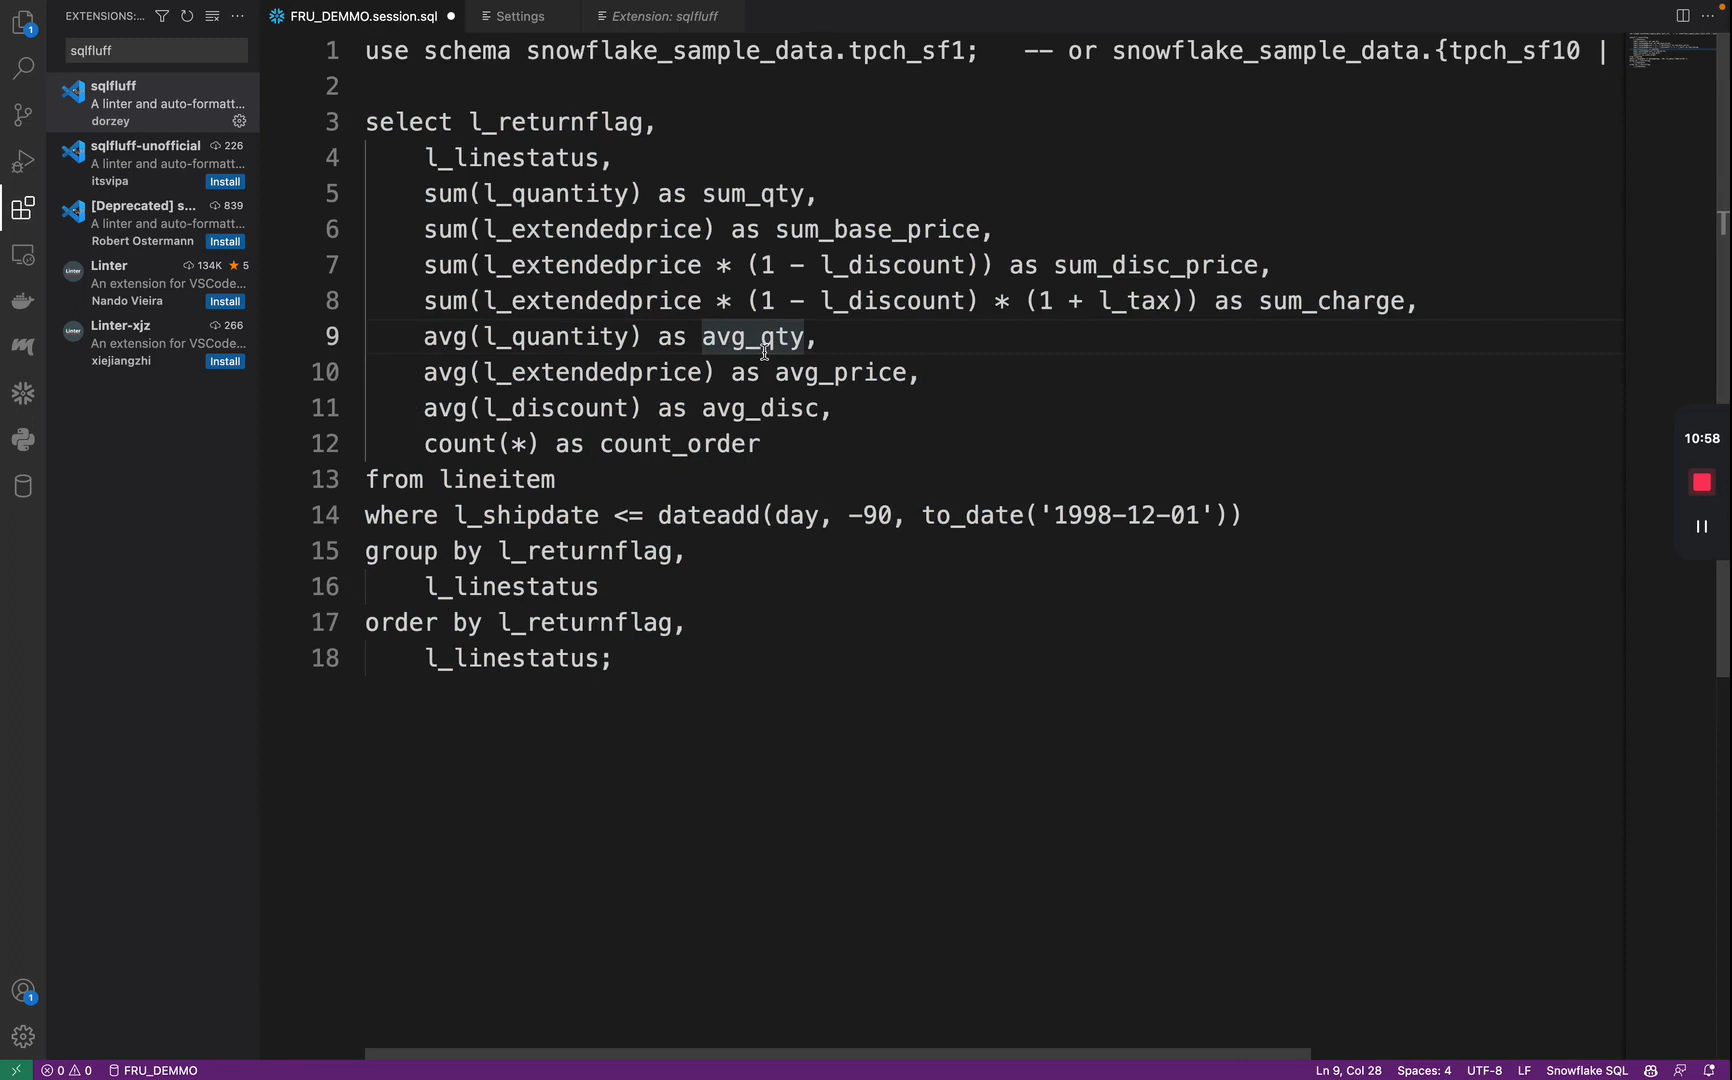 EXTENSIONS:...
sqlfluff
sqlfluff
A linter and auto-formatt...
dorzey
sqlfluff-unofficial 226
A linter and auto-formatt...
itsvipa Install
[Deprecated] s... 839
A linter and auto-formatt...
Robert Ostermann Install
Linter 134K ★ 5
An extension for VSCode...
Nando Vieira Install
Linter-xjz 266
An extension for VSCode...
xiejiangzhi Install
FRU_DEMMO.session.sql Settings Extension: sqlfluff
1 use schema snowflake_sample_data.tpch_sf1; -- or snowflake_sample_data.{tpch_sf10 |
2
3 select l_returnflag,
4 l_linestatus,
5 sum(l_quantity) as sum_qty,
6 sum(l_extendedprice) as sum_base_price,
7 sum(l_extendedprice * (1 - l_discount)) as sum_disc_price,
8 sum(l_extendedprice * (1 - l_discount) * (1 + l_tax)) as sum_charge,
9 avg(l_quantity) as avg_qty,
10 avg(l_extendedprice) as avg_price,
11 avg(l_discount) as avg_disc,
12 count(*) as count_order
13 from lineitem
14 where l_shipdate <= dateadd(day, -90, to_date('1998-12-01'))
15 group by l_returnflag,
16 l_linestatus
17 order by l_returnflag,
18 l_linestatus;
10:58
1
1
0 0 FRU_DEMMO Ln 9, Col 28 Spaces: 4 UTF-8 LF Snowflake SQL